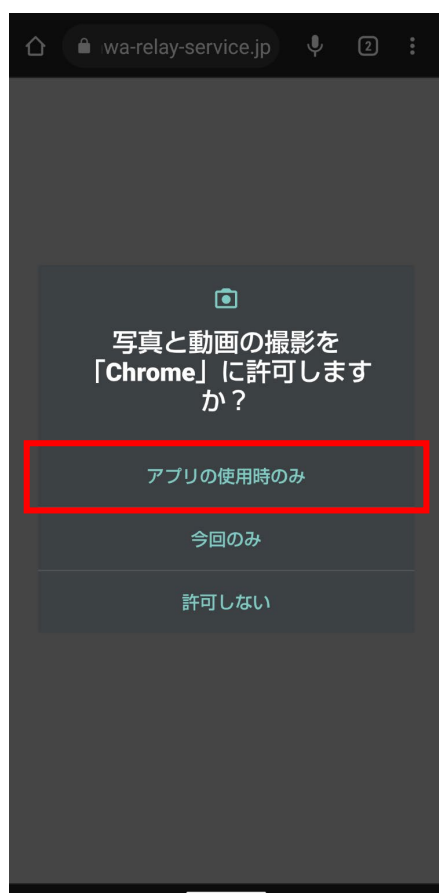 wa-relay-service.jp
2
写真と動画の撮影を
「Chrome」に許可します
か？
アプリの使用時のみ
今回のみ
許可しない